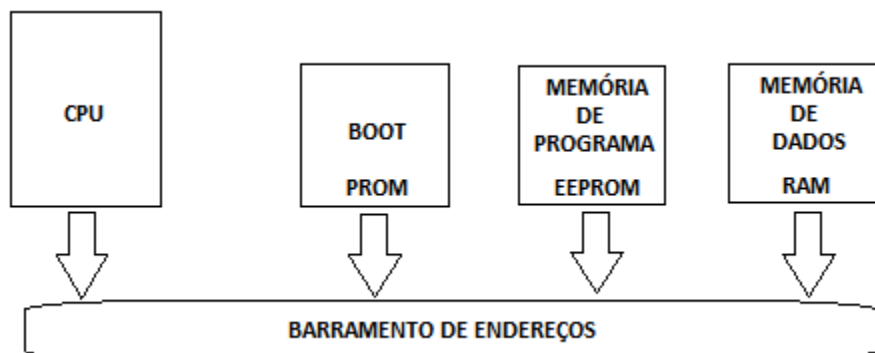 CPU
BOOT
PROM
MEMÓRIA
DE
PROGRAMA
EEPROM
MEMÓRIA
DE
DADOS
RAM
BARRAMENTO DE ENDEREÇOS